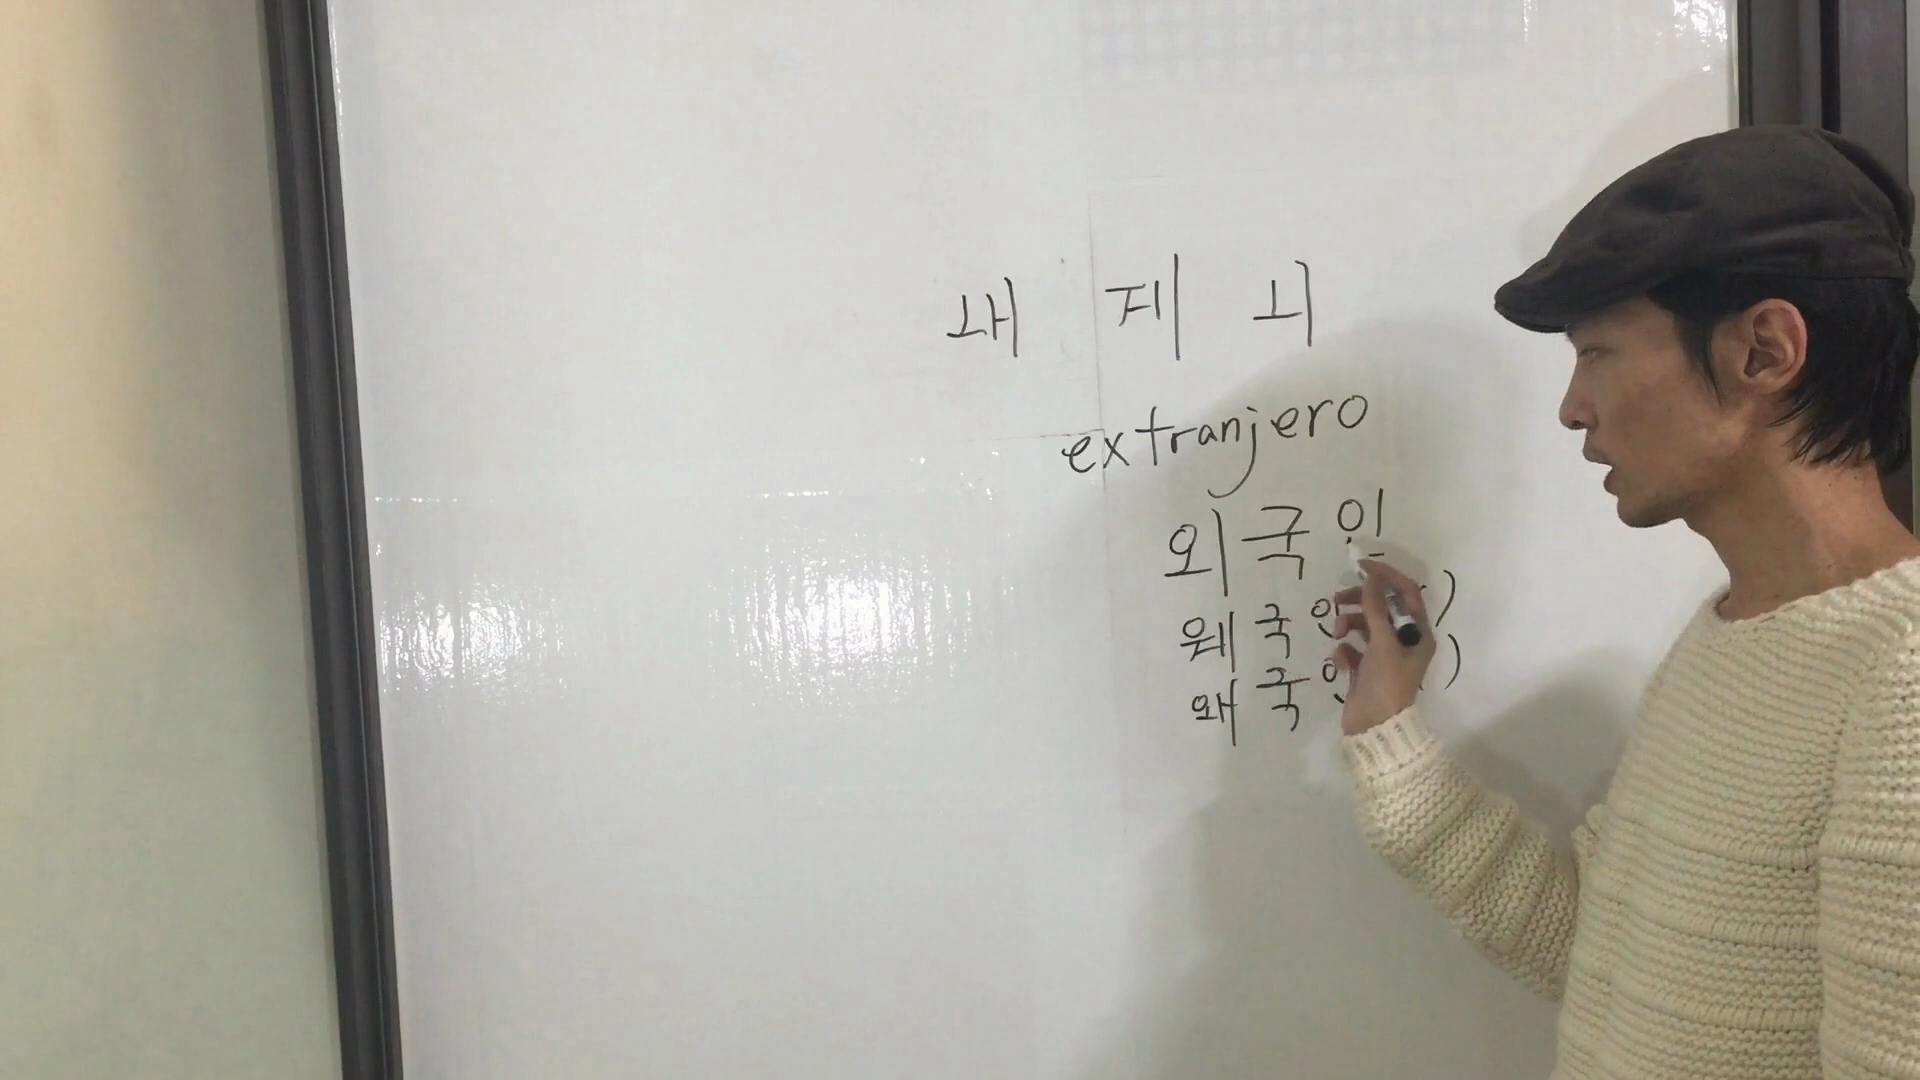 ㅙ ㅞ ㅚ
extranjero
외국인
웨국인 )
왜국인 )